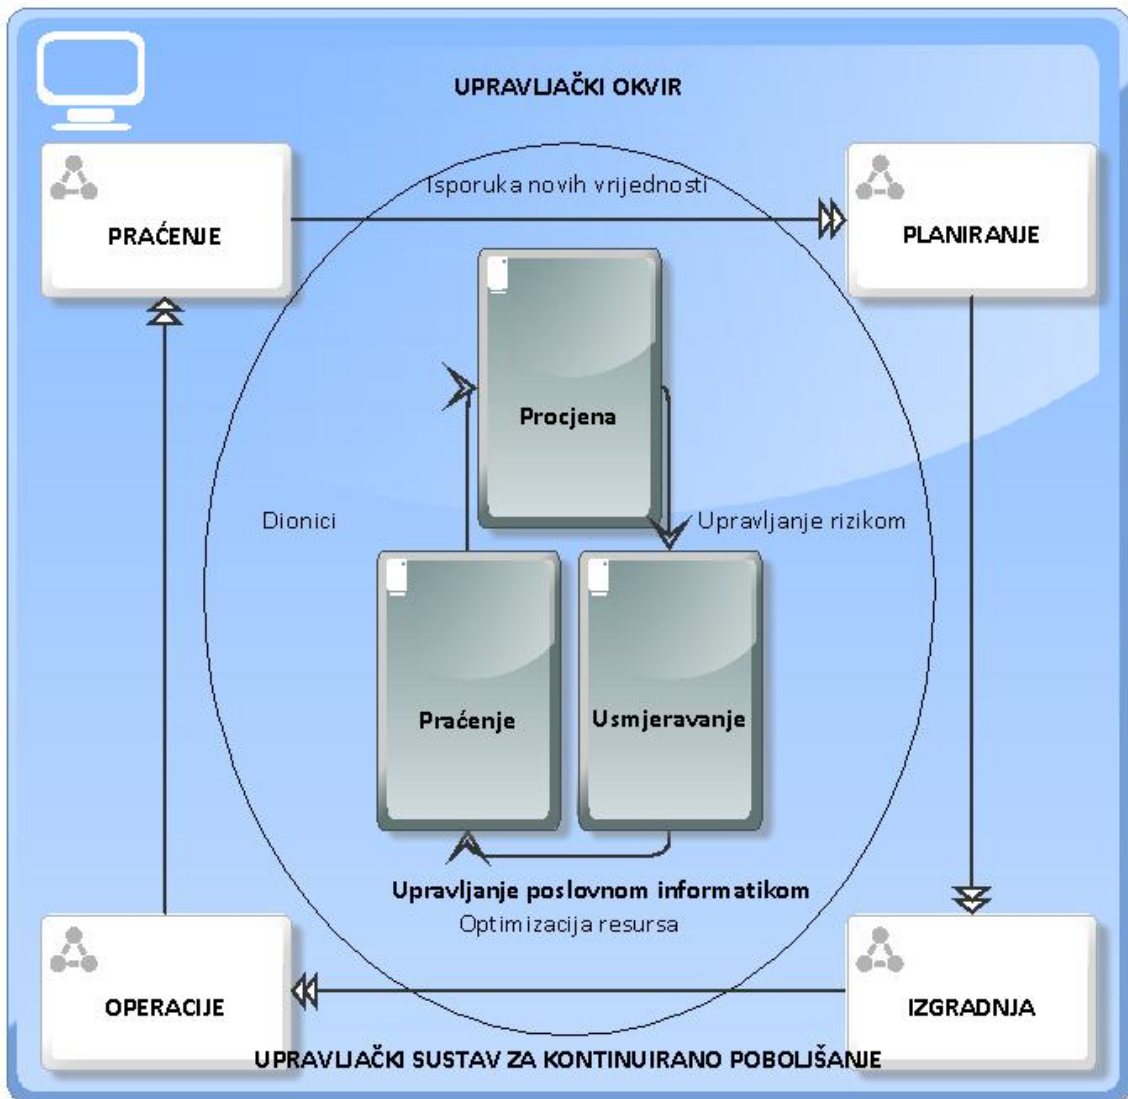 UPRAVLJAČKI OKVIR
Isporuka novih vrijednosti
PRAĆENJE
PLANIRANJE
Procjena
Dionici
Upravljanje rizikom
Praćenje
Usmjeravanje
Upravljanje poslovnom informatikom
Optimizacija resursa
OPERACIJE
IZGRADNJA
UPRAVLJAČKI SUSTAV ZA KONTINUIRANO POBOLJŠANJE